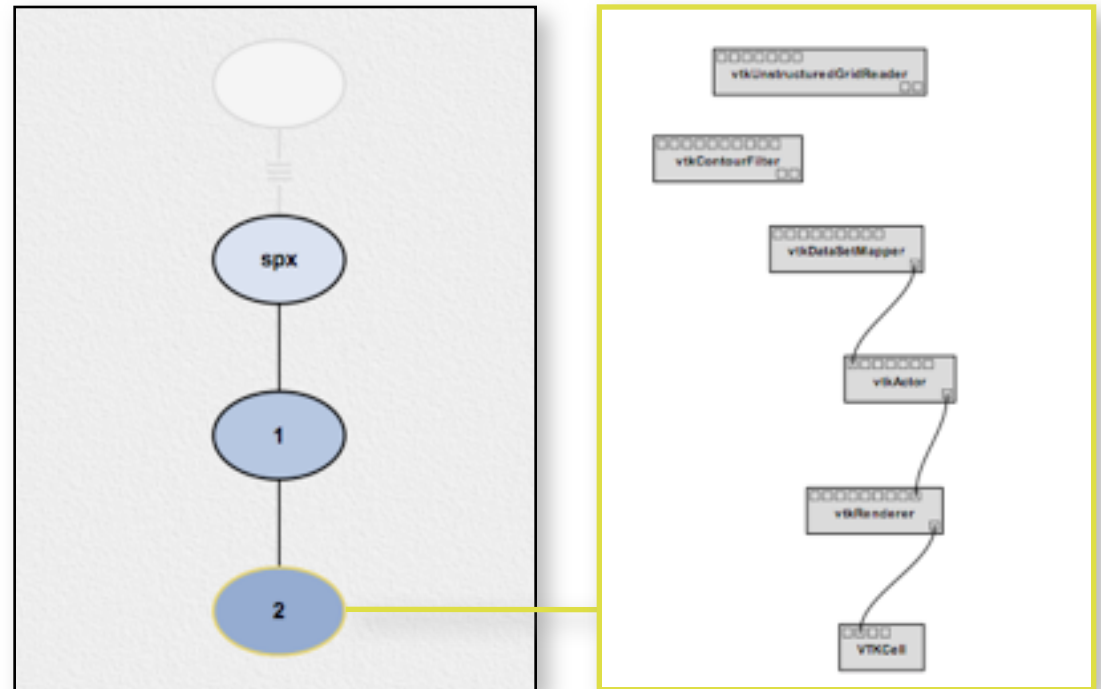 spx
1
2
vtkUnstructuredGridReader
vtkContourFilter
vtkDataSetMapper
vtkActor
vtkRenderer
VTKCell